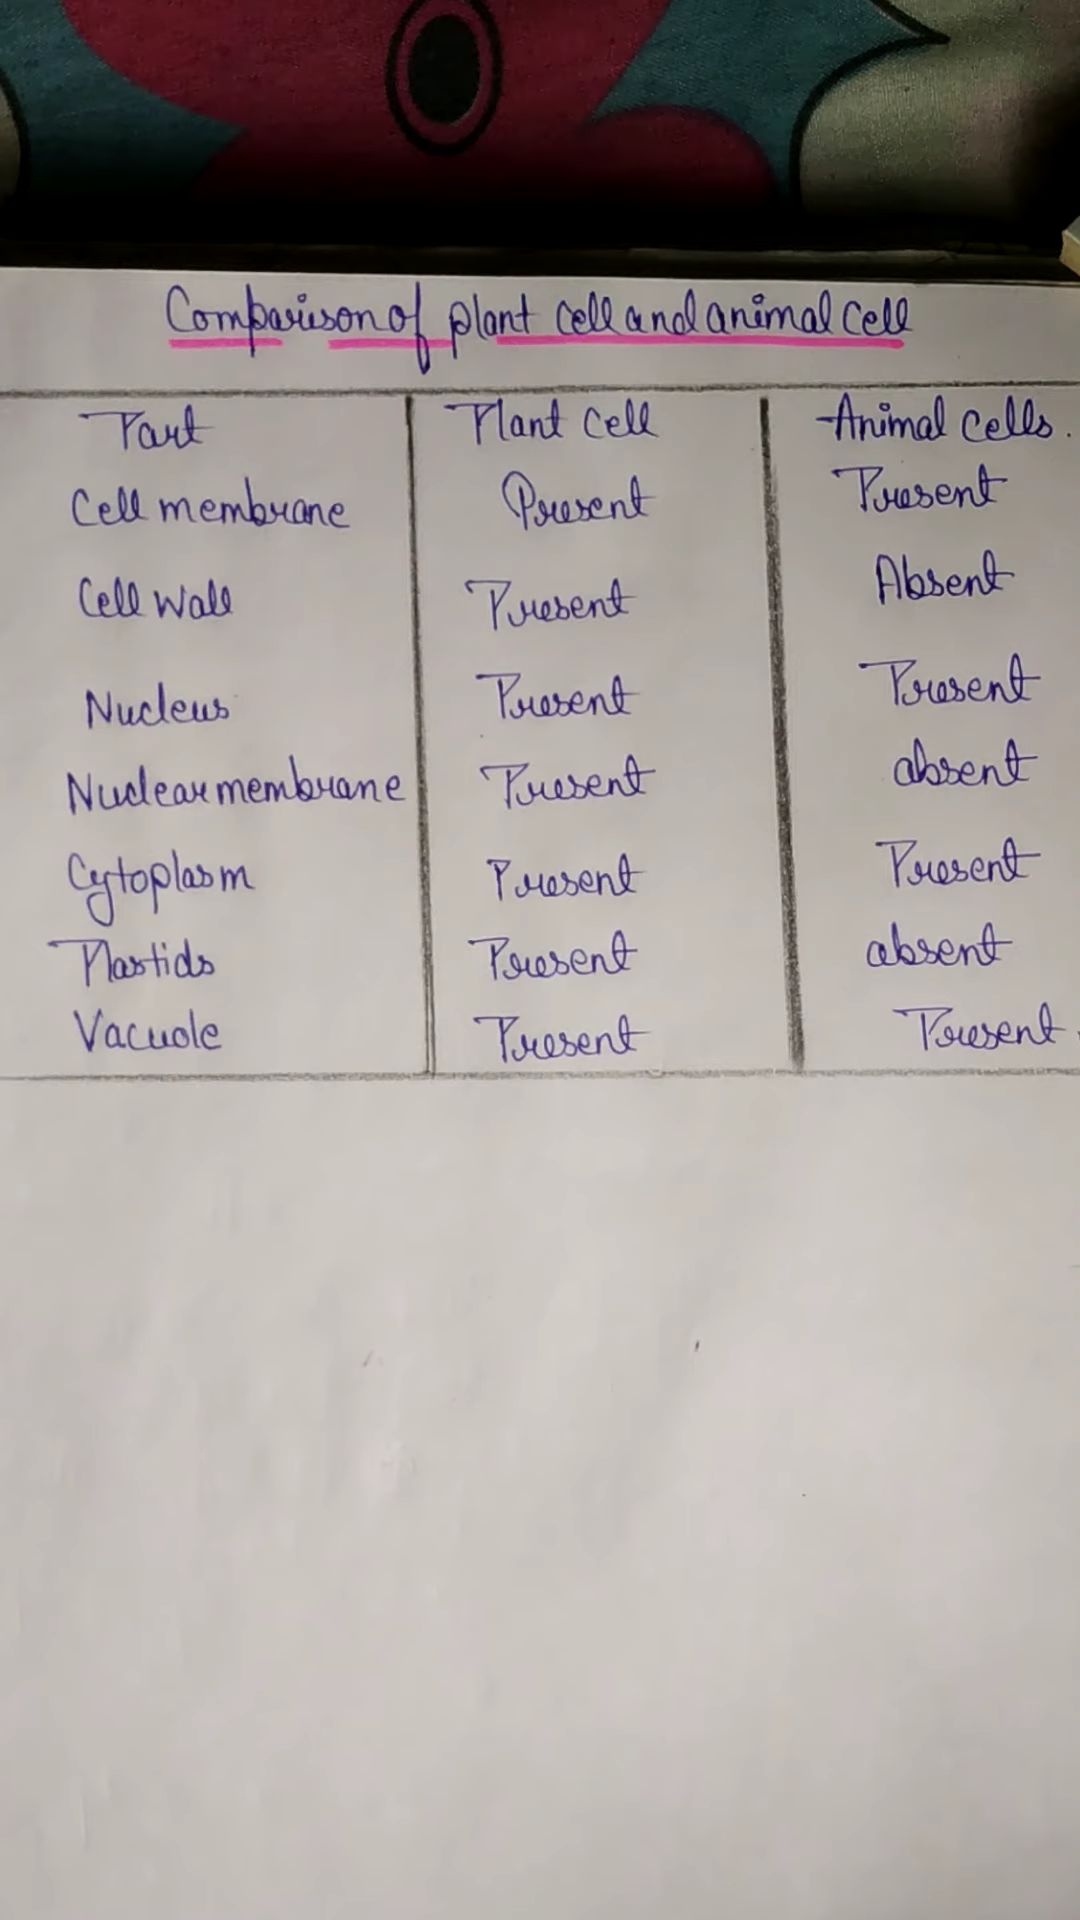 Comparison of plant cell and animal cell
Part Plant cell Animal cells.
Cell membrane Present Present
Cell wall Present Absent
Nucleus Present Present
Nuclear membrane Present absent
Cytoplasm Present Present
Plastids Present absent
Vacuole Present Present